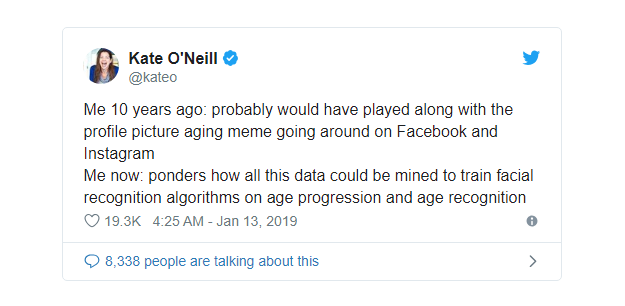 Kate O'Neill
@kateo
Me 10 years ago: probably would have played along with the
profile picture aging meme going around on Facebook and
Instagram
Me now: ponders how all this data could be mined to train facial
recognition algorithms on age progression and age recognition
19.3K 4:25 AM - Jan 13, 2019
8,338 people are talking about this